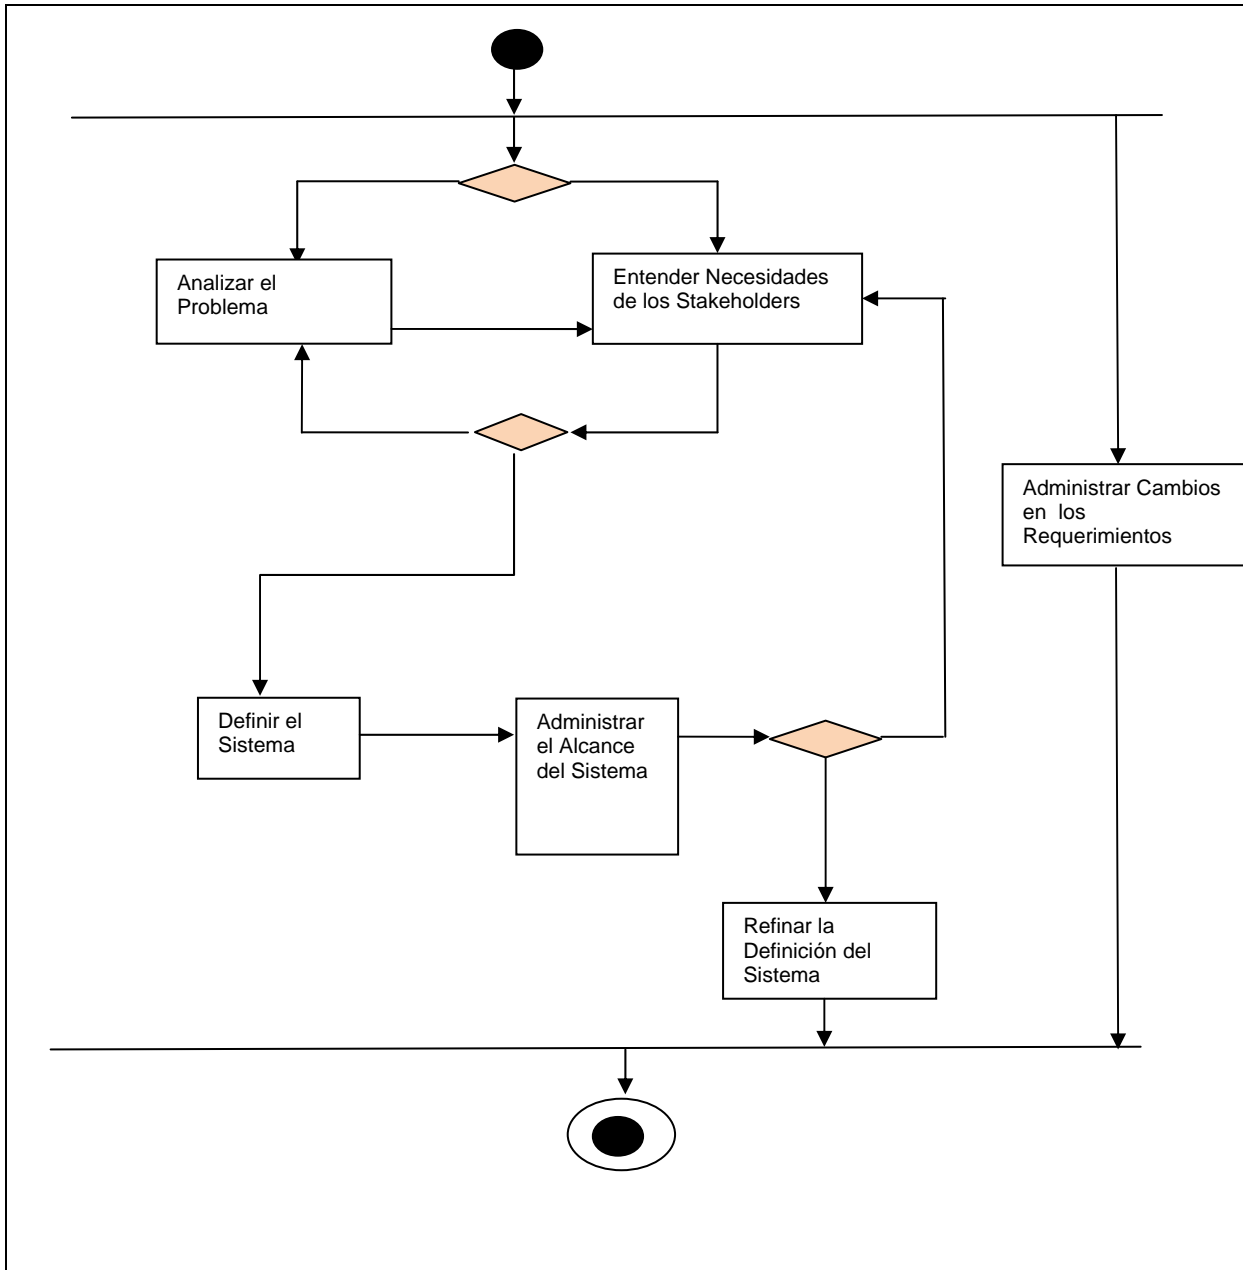 Analizar el
Problema
Entender Necesidades
de los Stakeholders
Administrar Cambios
en los
Requerimientos
Definir el
Sistema
Administrar
el Alcance
del Sistema
Refinar la
Definición del
Sistema